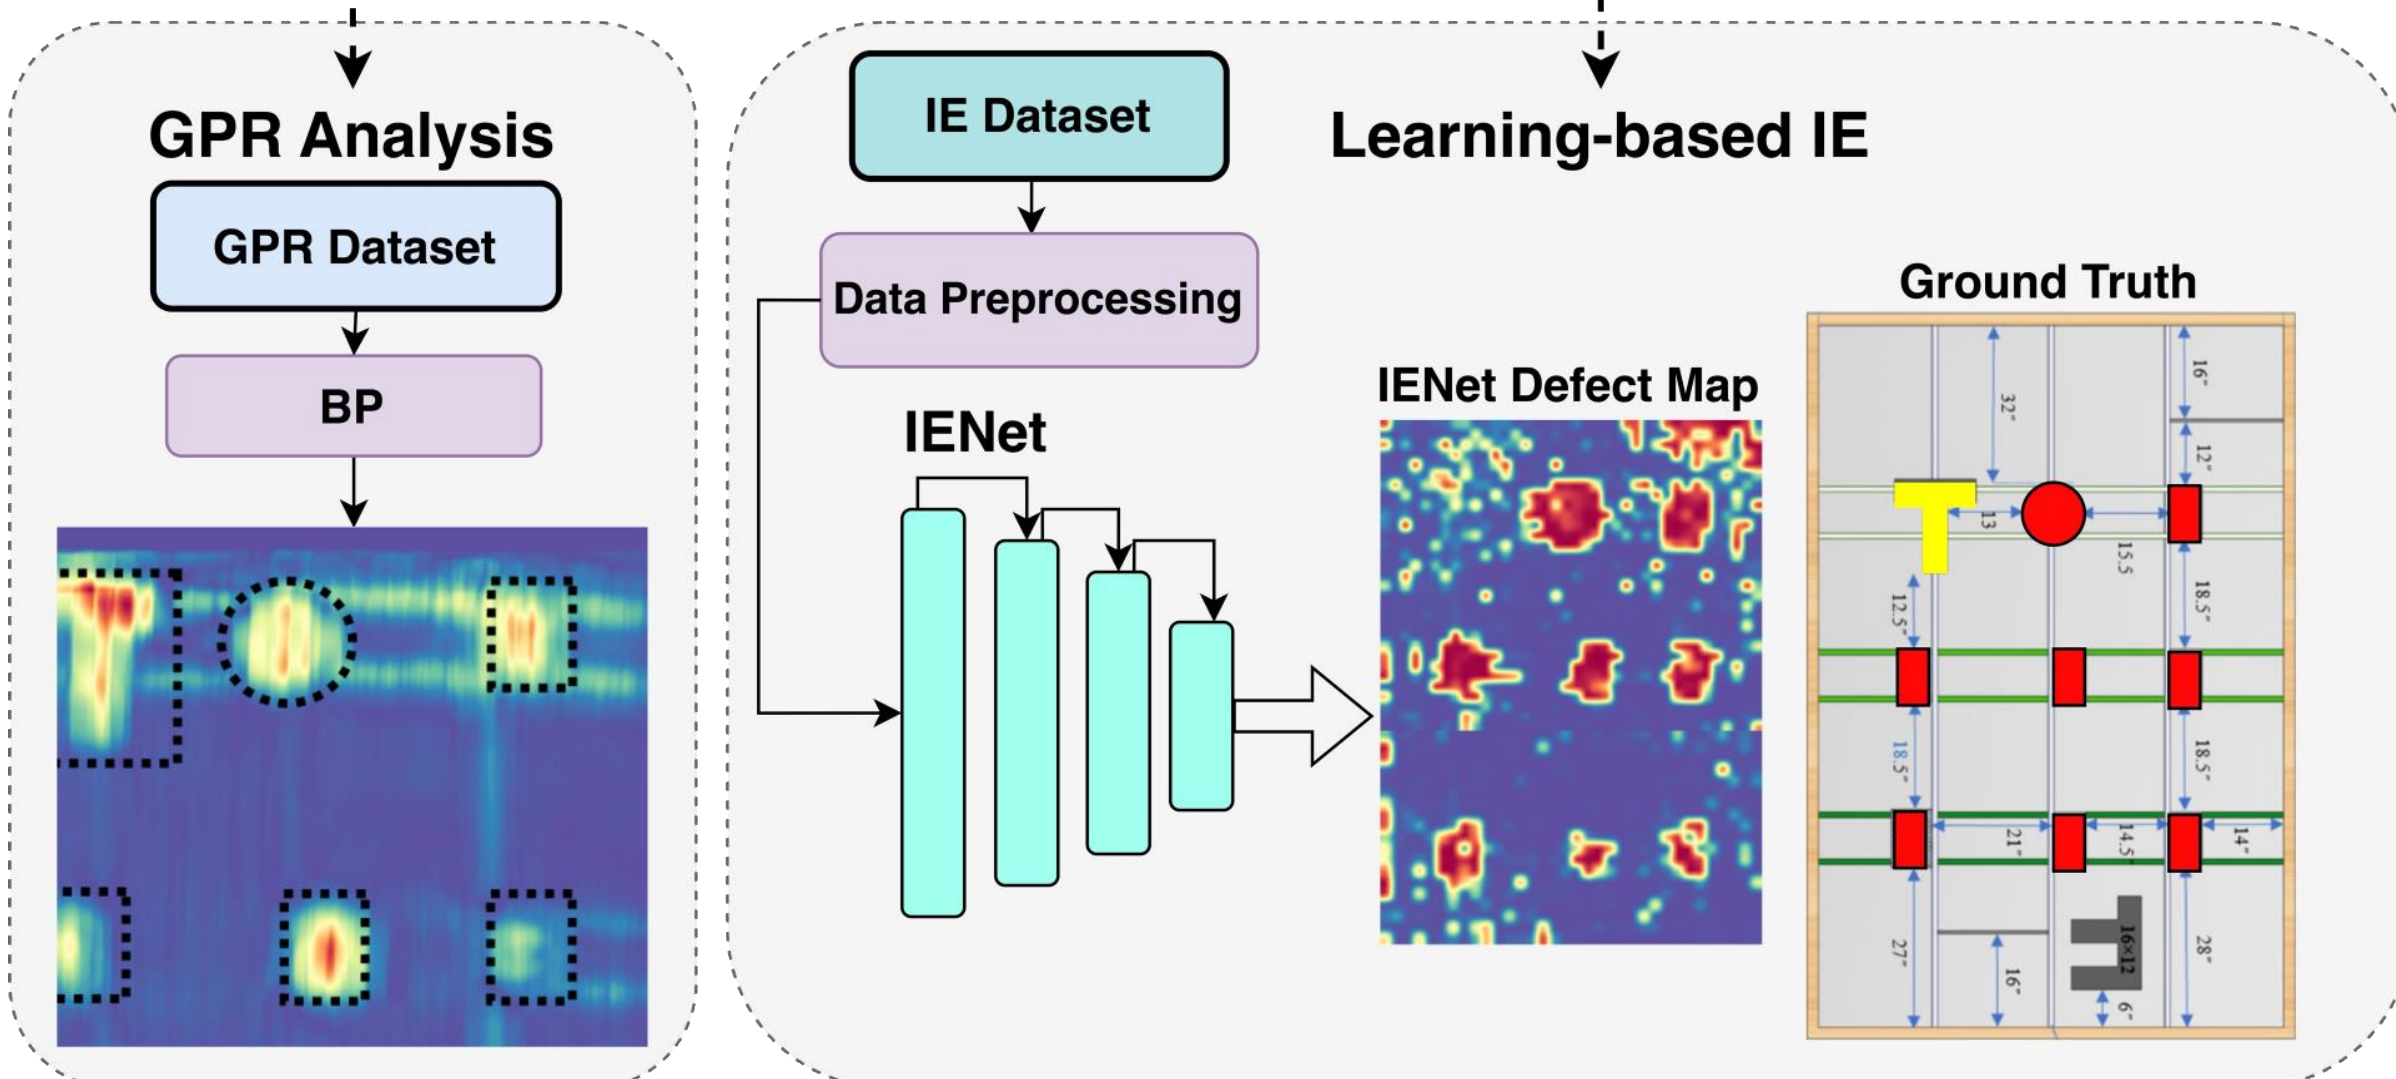 GPR Analysis
GPR Dataset
BP
IE Dataset
Learning-based IE
Data Preprocessing
IENet
IENet Defect Map
Ground Truth
16"
32"
12"
13
15.5
12.5"
18.5"
18.5"
18.5"
21"
14.5"
14"
27"
16"
16×12
6"
28"